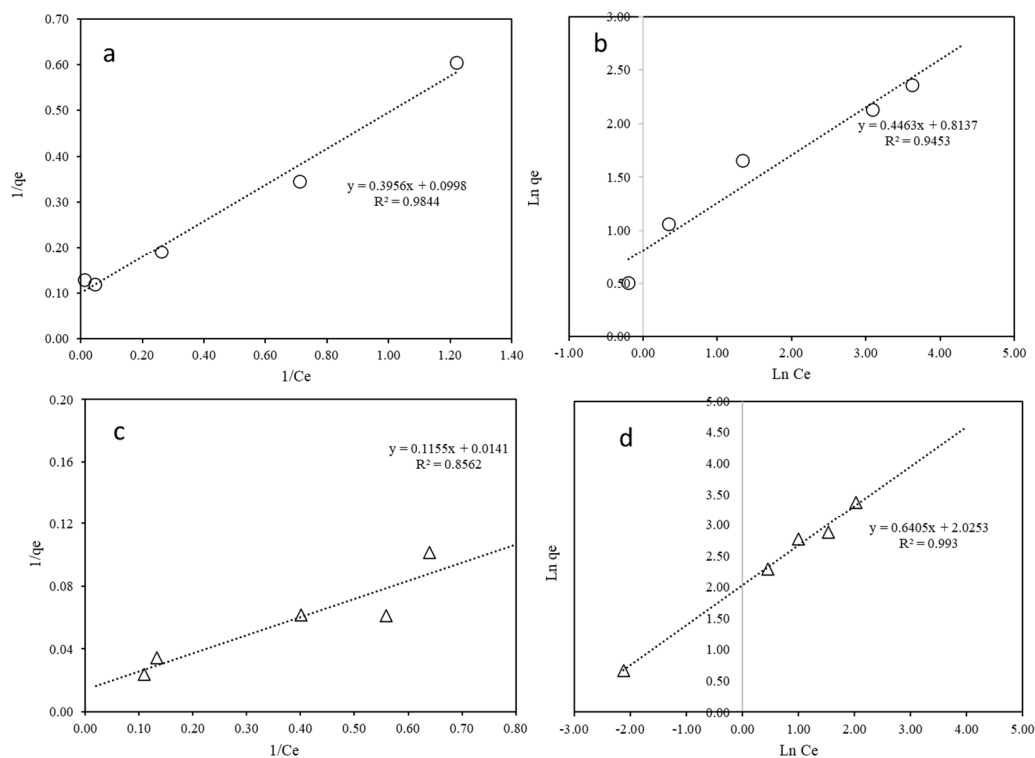 a
0.70
0.60
0.50
0.40
0.30
0.20
0.10
0.00
1/qe
y = 0.3956x + 0.0998
R² = 0.9844
0.00 0.20 0.40 0.60 0.80 1.00 1.20 1.40
1/Ce
b
3.00
2.50
2.00
1.50
1.00
0.50
0.00
Ln qe
y = 0.4463x + 0.8137
R² = 0.9453
-1.00 0.00 1.00 2.00 3.00 4.00 5.00
Ln Ce
c
0.20
0.16
0.12
0.08
0.04
0.00
1/qe
y = 0.1155x + 0.0141
R² = 0.8562
0.00 0.10 0.20 0.30 0.40 0.50 0.60 0.70 0.80
1/Ce
d
5.00
4.50
4.00
3.50
3.00
2.50
2.00
1.50
1.00
0.50
0.00
Ln qe
y = 0.6405x + 2.0253
R² = 0.993
-3.00 -2.00 -1.00 0.00 1.00 2.00 3.00 4.00 5.00
Ln Ce